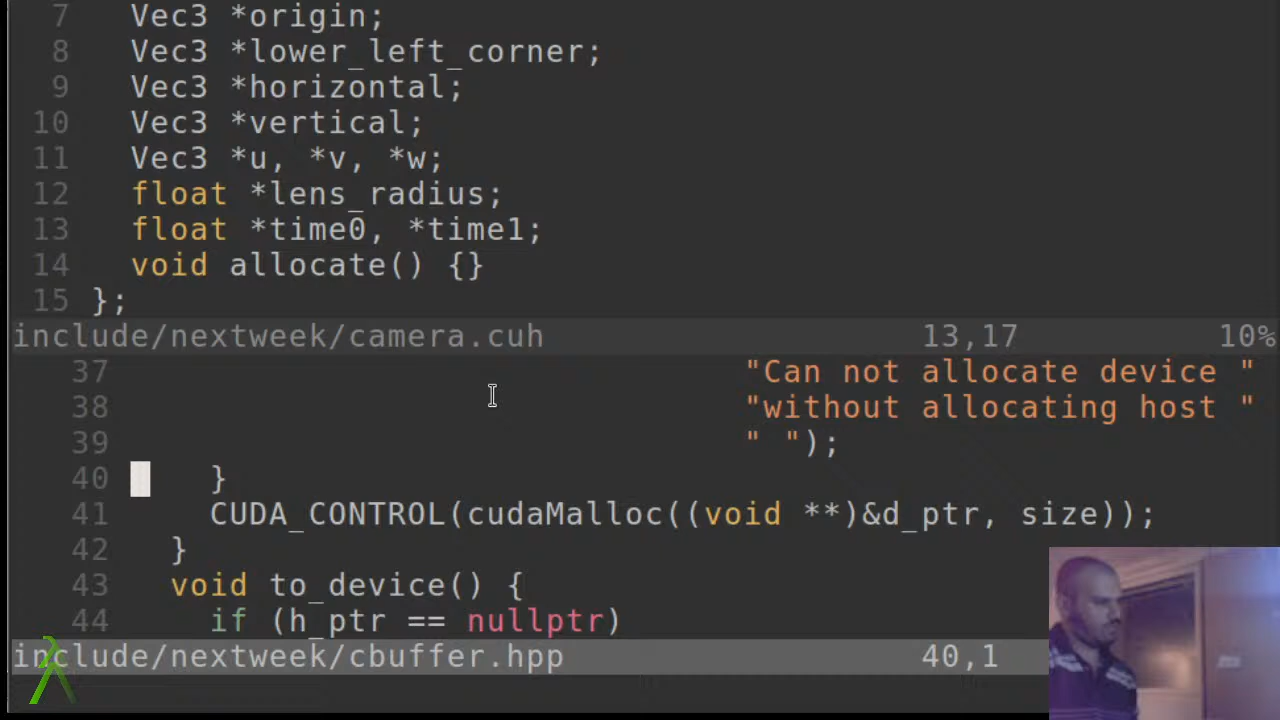 7 Vec3 *origin;
8 Vec3 *lower_left_corner;
9 Vec3 *horizontal;
10 Vec3 *vertical;
11 Vec3 *u, *v, *w;
12 float *lens_radius;
13 float *time0, *time1;
14 void allocate() {}
15 };
include/nextweek/camera.cuh 13,17 10%
37 "Can not allocate device "
38 "without allocating host "
39 " ");
40 }
41 CUDA_CONTROL(cudaMalloc((void **)&d_ptr, size));
42 }
43 void to_device() {
44 if (h_ptr == nullptr)
include/nextweek/cbuffer.hpp 40,1
λ